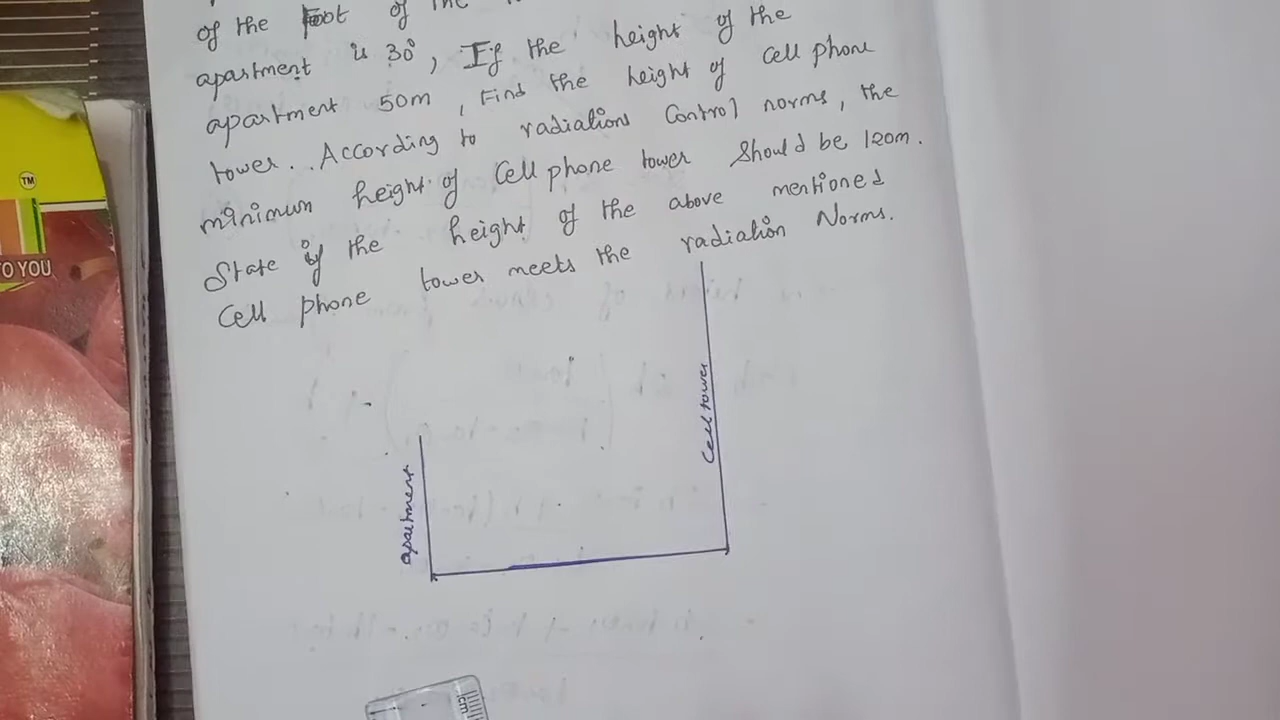 of the Foot of the
apartment is 30°, If the height of the
apartment 50m, Find the height of cell phone
tower. . According to radiations Control norms, the
minimum height of Cell phone tower Should be 120m.
State if the height of the above mentioned
Cell phone tower meets the radiation Norms.
Cell tower
apartment
TM
TO YOU
cm